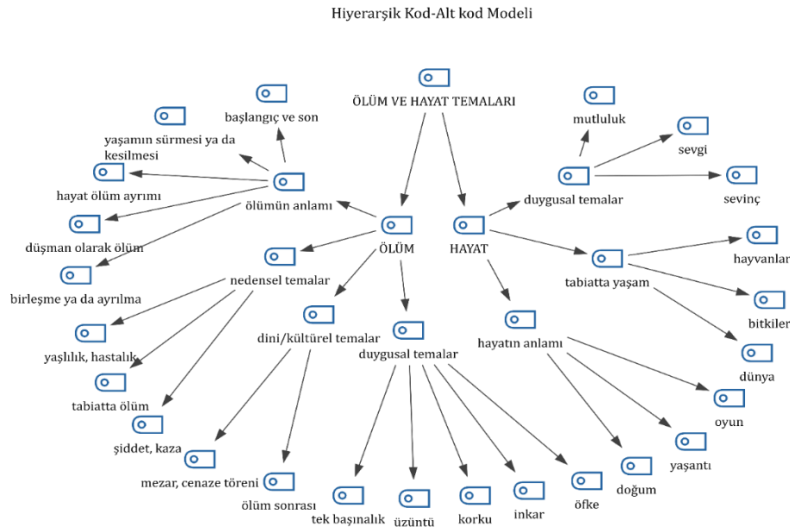 Hiyerarşik Kod-Alt kod Modeli
ÖLÜM VE HAYAT TEMALARI
başlangıç ve son
mutluluk
yaşamın sürmesi ya da
kesilmesi
sevgi
hayat ölüm ayrımı
ölümün anlamı
duygusal temalar
sevinç
düşman olarak ölüm
ÖLÜM
HAYAT
hayvanlar
birleşme ya da ayrılma
nedensel temalar
tabiatta yaşam
bitkiler
yaşlılık, hastalık
dini/kültürel temalar
duygusal temalar
hayatın anlamı
dünya
tabiatta ölüm
oyun
şiddet, kaza
yaşantı
mezar, cenaze töreni
ölüm sonrası
tek başınalık
üzüntü
korku
inkar
öfke
doğum